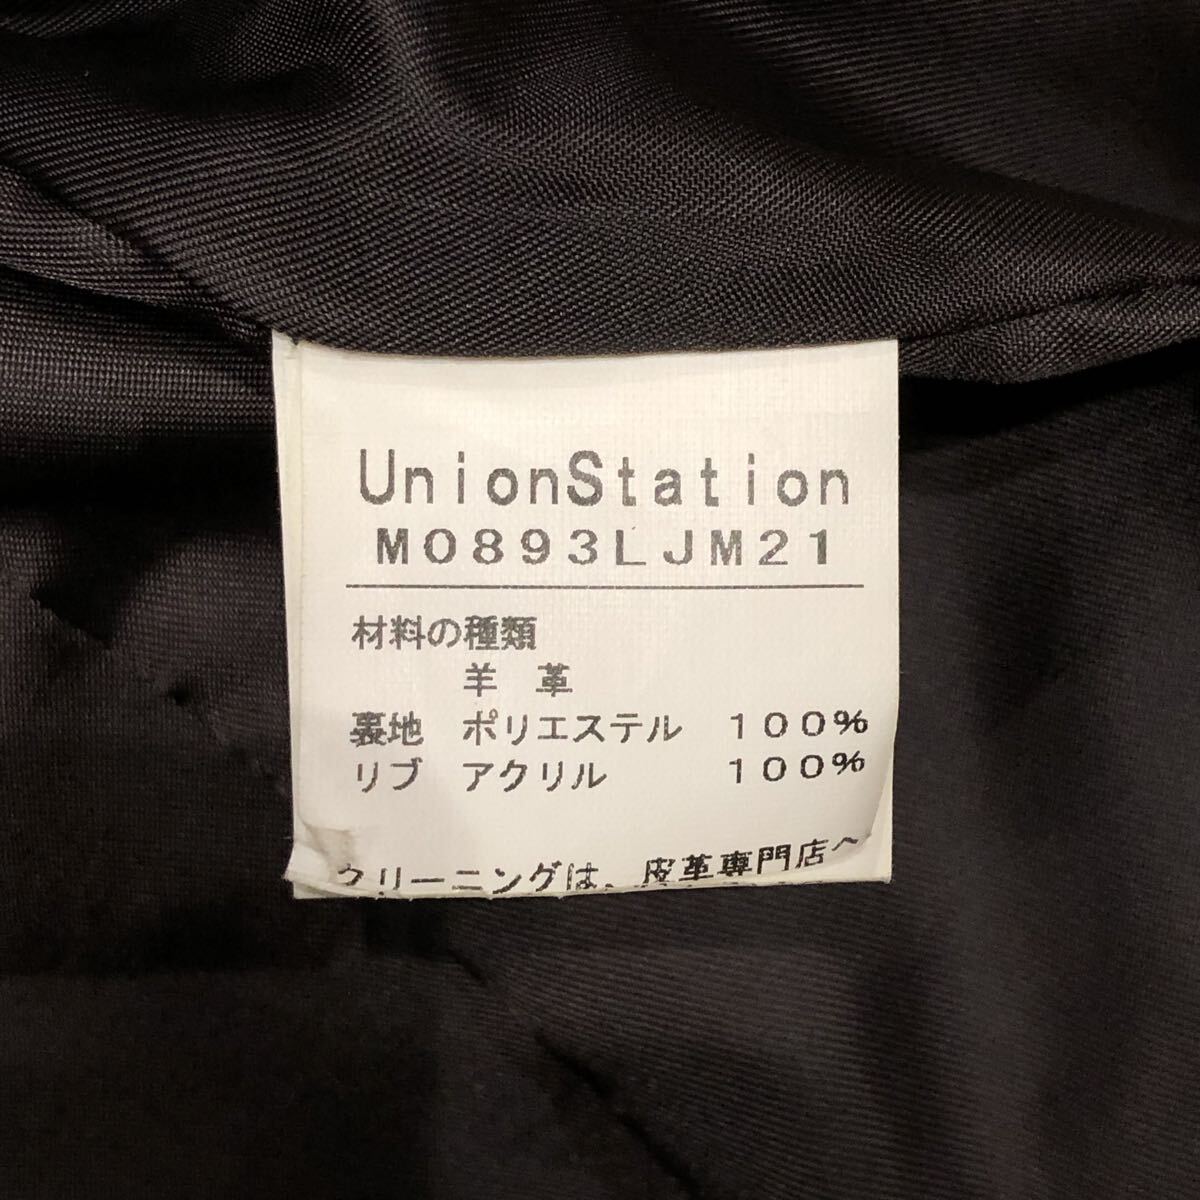 UnionStation
M0893LJM21
材料の種類
羊 革
裏地 ポリエステル 100%
リブ アクリル 100%
クリーニングは、皮革専門店へ